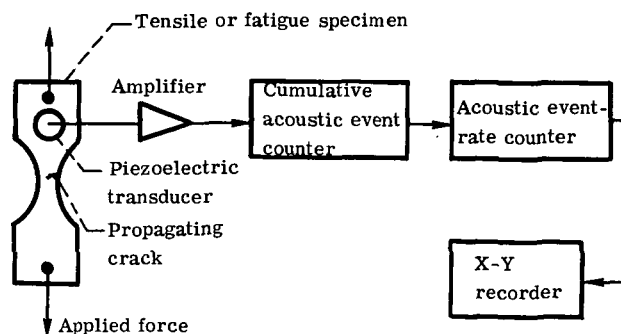 Tensile or fatigue specimen
Amplifier
Cumulative
acoustic event
counter
Acoustic event-
rate counter
Piezoelectric
transducer
Propagating
crack
X-Y
recorder
Applied force